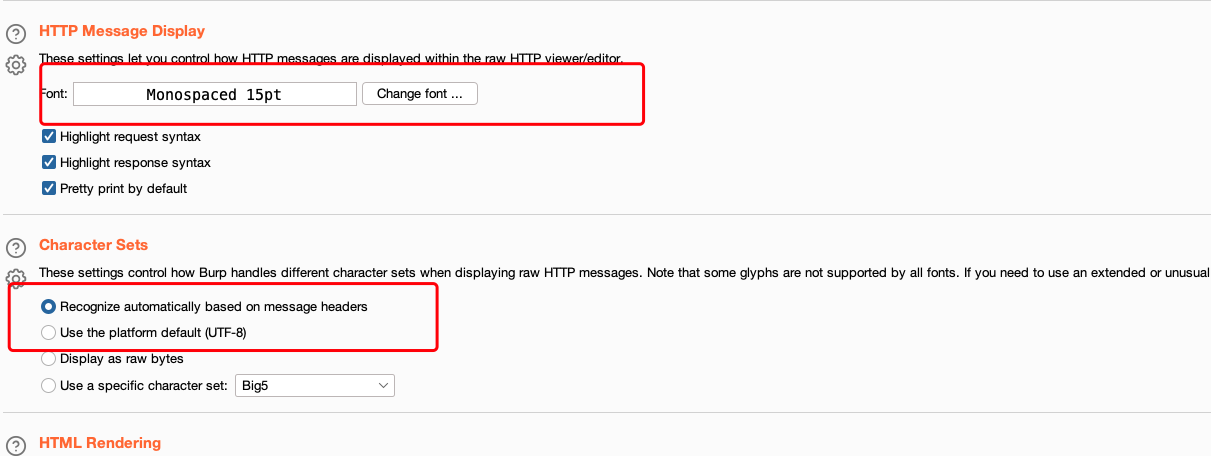 HTTP Message Display
These settings let you control how HTTP messages are displayed within the raw HTTP viewer/editor.
Font: Monospaced 15pt Change font ...
Highlight request syntax
Highlight response syntax
Pretty print by default
Character Sets
These settings control how Burp handles different character sets when displaying raw HTTP messages. Note that some glyphs are not supported by all fonts. If you need to use an extended or unusual
Recognize automatically based on message headers
Use the platform default (UTF-8)
Display as raw bytes
Use a specific character set: Big5
HTML Rendering